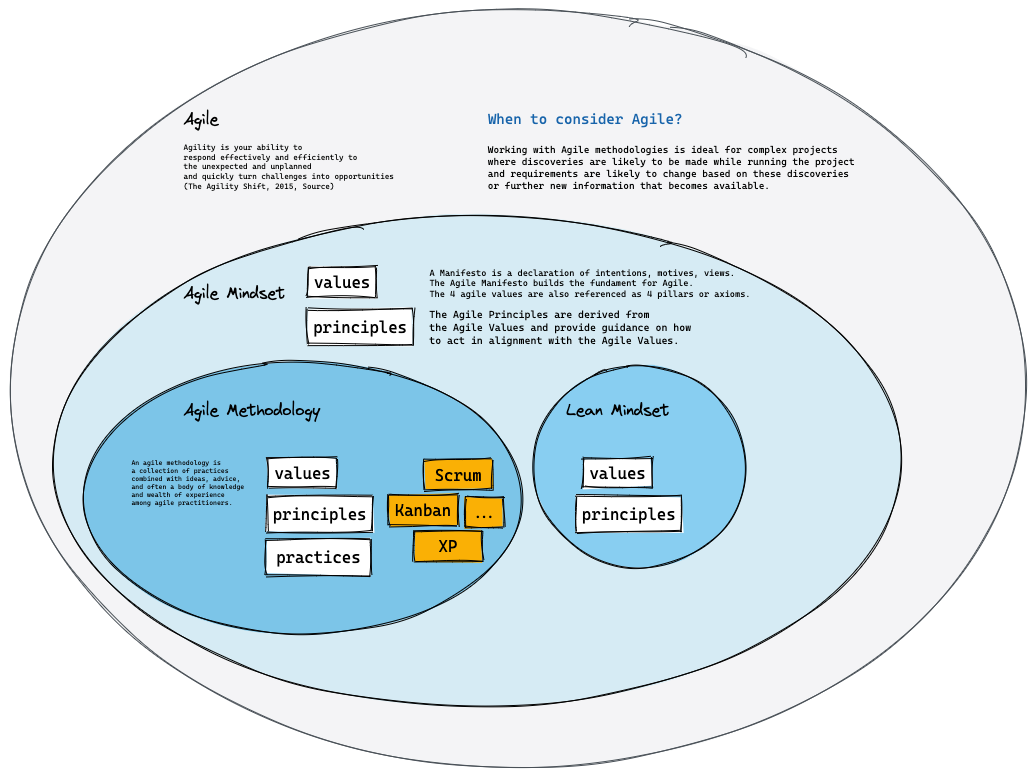 Agile
Agility is your ability to
respond effectively and efficiently to
the unexpected and unplanned
and quickly turn challenges into opportunities
(The Agility Shift, 2015, Source)
When to consider Agile?
Working with Agile methodologies is ideal for complex projects
where discoveries are likely to be made while running the project
and requirements are likely to change based on these discoveries
or further new information that becomes available.
Agile Mindset
values
principles
A Manifesto is a declaration of intentions, motives, views.
The Agile Manifesto builds the fundament for Agile.
The 4 agile values are also referenced as 4 pillars or axioms.
The Agile Principles are derived from
the Agile Values and provide guidance on how
to act in alignment with the Agile Values.
Agile Methodology
An agile methodology is
a collection of practices
combined with ideas, advice,
and often a body of knowledge
and wealth of experience
among agile practitioners.
values
principles
practices
Scrum
Kanban
...
XP
Lean Mindset
values
principles